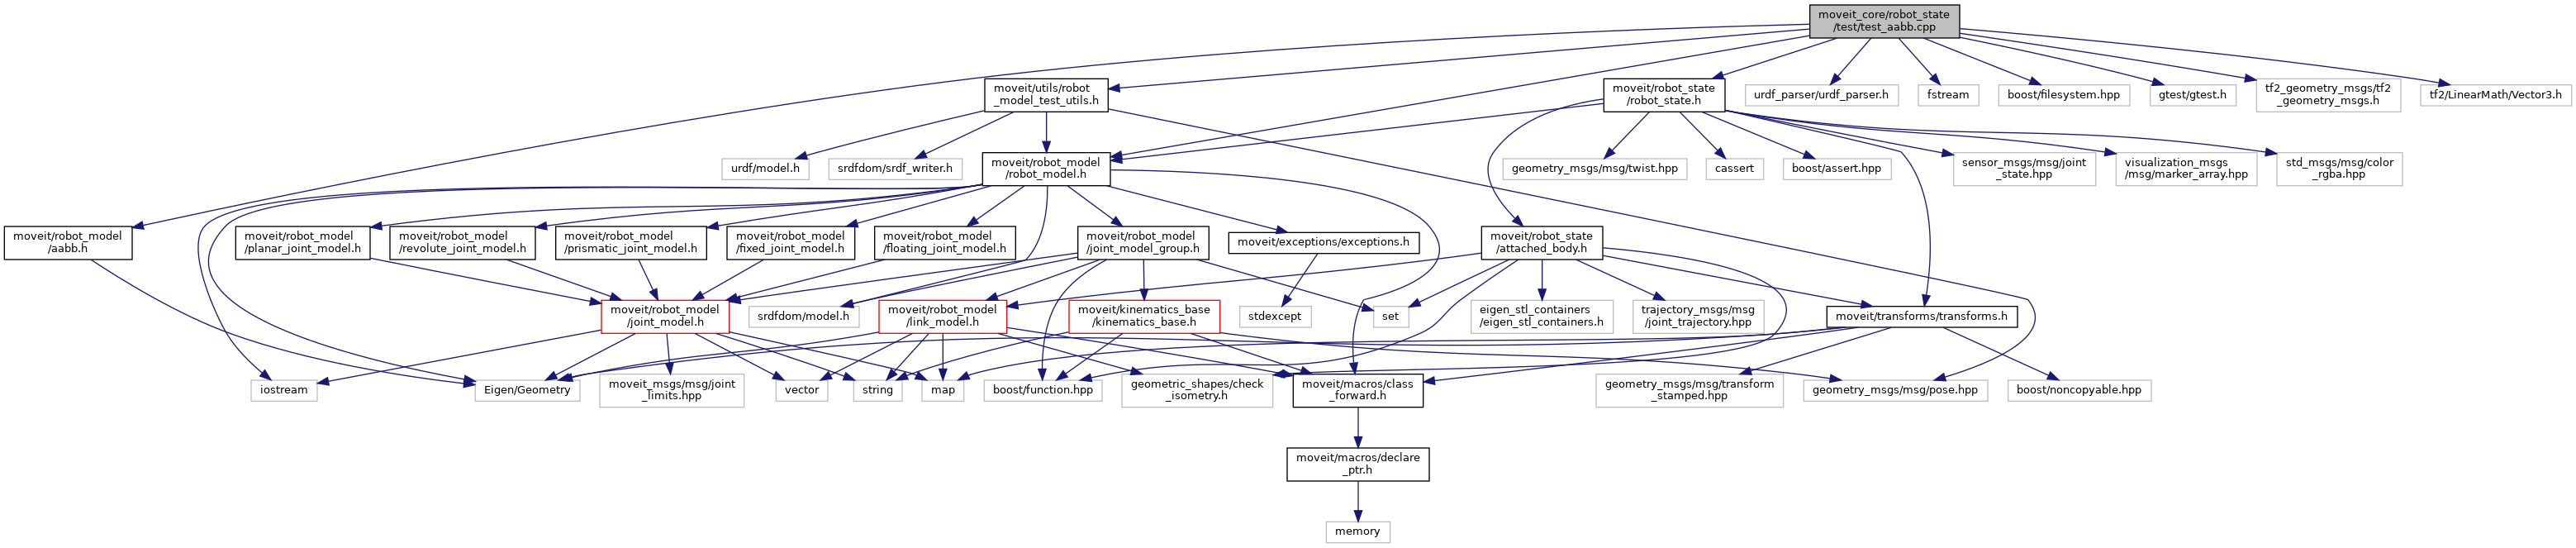 moveit_core/robot_state
/test/test_aabb.cpp
moveit/utils/robot
_model_test_utils.h
moveit/robot_state
/robot_state.h
urdf_parser/urdf_parser.h
fstream
boost/filesystem.hpp
gtest/gtest.h
tf2_geometry_msgs/tf2
_geometry_msgs.h
tf2/LinearMath/Vector3.h
urdf/model.h
srdfdom/srdf_writer.h
moveit/robot_model
/robot_model.h
geometry_msgs/msg/twist.hpp
cassert
boost/assert.hpp
sensor_msgs/msg/joint
_state.hpp
visualization_msgs
/msg/marker_array.hpp
std_msgs/msg/color
_rgba.hpp
moveit/robot_model
/aabb.h
moveit/robot_model
/planar_joint_model.h
moveit/robot_model
/revolute_joint_model.h
moveit/robot_model
/prismatic_joint_model.h
moveit/robot_model
/fixed_joint_model.h
moveit/robot_model
/floating_joint_model.h
moveit/robot_model
/joint_model_group.h
moveit/exceptions/exceptions.h
moveit/robot_state
/attached_body.h
moveit/robot_model
/joint_model.h
srdfdom/model.h
moveit/robot_model
/link_model.h
moveit/kinematics_base
/kinematics_base.h
stdexcept
set
eigen_stl_containers
/eigen_stl_containers.h
trajectory_msgs/msg
/joint_trajectory.hpp
moveit/transforms/transforms.h
iostream
Eigen/Geometry
moveit_msgs/msg/joint
_limits.hpp
vector
string
map
boost/function.hpp
geometric_shapes/check
_isometry.h
moveit/macros/class
_forward.h
geometry_msgs/msg/transform
_stamped.hpp
geometry_msgs/msg/pose.hpp
boost/noncopyable.hpp
moveit/macros/declare
_ptr.h
memory